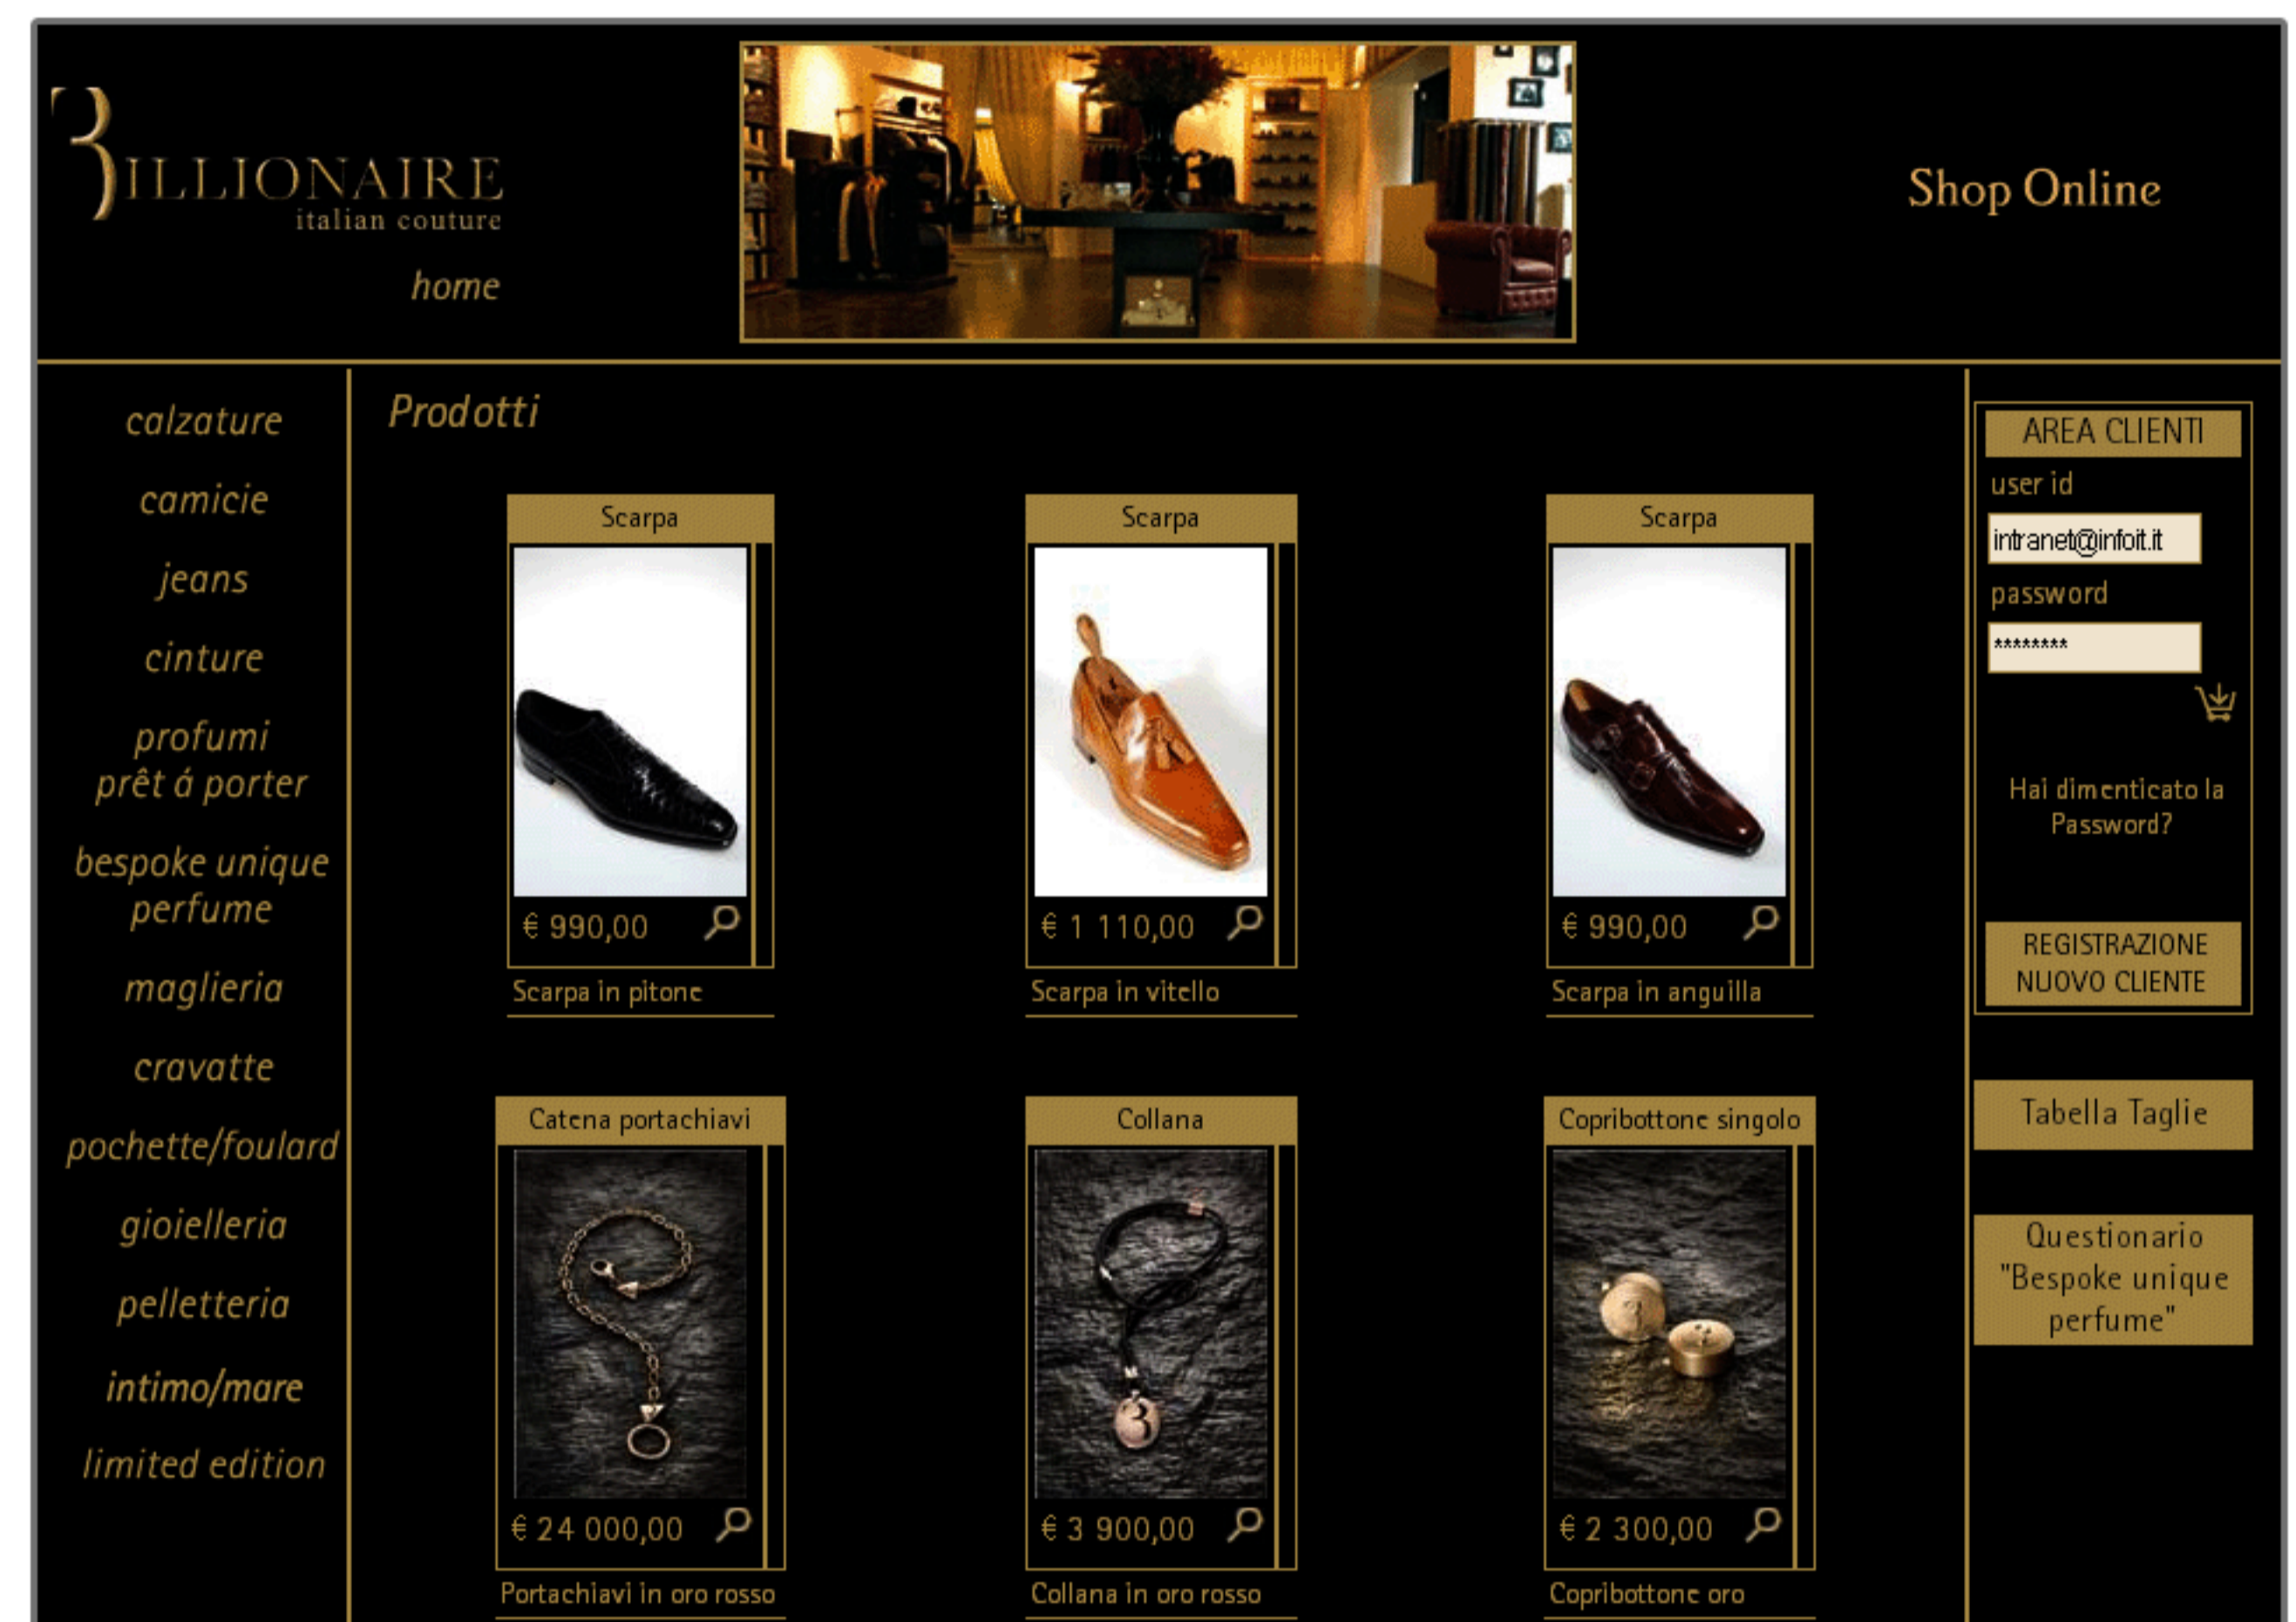 BILLIONAIRE
italian couture
home
Shop Online
calzature
camicie
jeans
cinture
profumi
prêt á porter
bespoke unique
perfume
maglieria
cravatte
pochette/foulard
gioielleria
pelletteria
intimo/mare
limited edition
Prodotti
Scarpa
€ 990,00
Scarpa in pitone
Scarpa
€ 1 110,00
Scarpa in vitello
Scarpa
€ 990,00
Scarpa in anguilla
Catena portachiavi
€ 24 000,00
Portachiavi in oro rosso
Collana
€ 3 900,00
Collana in oro rosso
Copribottone singolo
€ 2 300,00
Copribottone oro
AREA CLIENTI
user id
intranet@infoit.it
password
********
Hai dimenticato la
Password?
REGISTRAZIONE
NUOVO CLIENTE
Tabella Taglie
Questionario
"Bespoke unique
perfume"